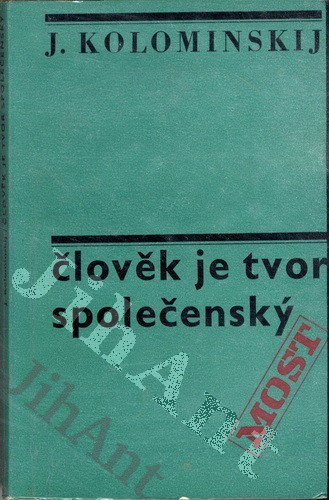 J. KOLOMINSKIJ
člověk je tvor
společenský
MOST
JihAnt
JihAnt